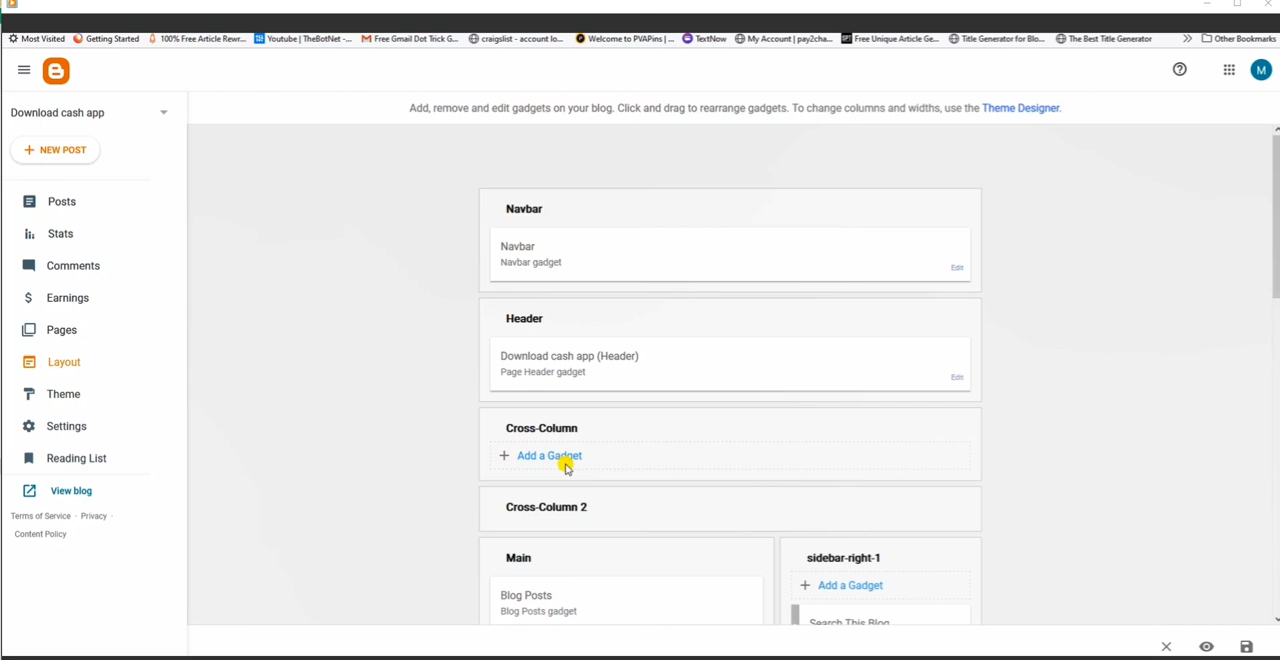 Most Visited Getting Started 100% Free Article Rewr... Youtube | TheBotNet -... Free Gmail Dot Trick G... craigslist - account lo... Welcome to PVAPins | ... TextNow My Account | pay2cha... Free Unique Article Ge... Title Generator for Blo... The Best Title Generator Other Bookmarks
M
Download cash app
Add, remove and edit gadgets on your blog. Click and drag to rearrange gadgets. To change columns and widths, use the Theme Designer.
+ NEW POST
Posts
Stats
Comments
Earnings
Pages
Layout
Theme
Settings
Reading List
View blog
Terms of Service · Privacy ·
Content Policy
Navbar
Navbar
Navbar gadget
Edit
Header
Download cash app (Header)
Page Header gadget
Edit
Cross-Column
+ Add a Gadget
Cross-Column 2
Main
Blog Posts
Blog Posts gadget
sidebar-right-1
+ Add a Gadget
Search This Blog